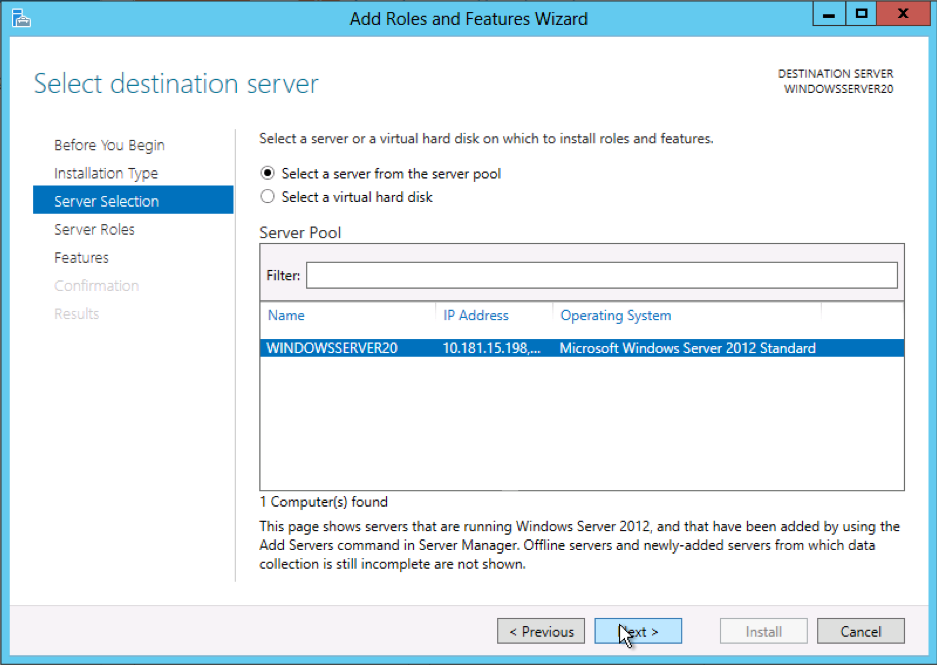 Add Roles and Features Wizard
Select destination server
DESTINATION SERVER
WINDOWSSERVER20
Before You Begin
Installation Type
Server Selection
Server Roles
Features
Confirmation
Results
Select a server or a virtual hard disk on which to install roles and features.
Select a server from the server pool
Select a virtual hard disk
Server Pool
Filter:
Name IP Address Operating System
WINDOWSSERVER20 10.181.15.198,... Microsoft Windows Server 2012 Standard
1 Computer(s) found
This page shows servers that are running Windows Server 2012, and that have been added by using the
Add Servers command in Server Manager. Offline servers and newly-added servers from which data
collection is still incomplete are not shown.
< Previous Next > Install Cancel